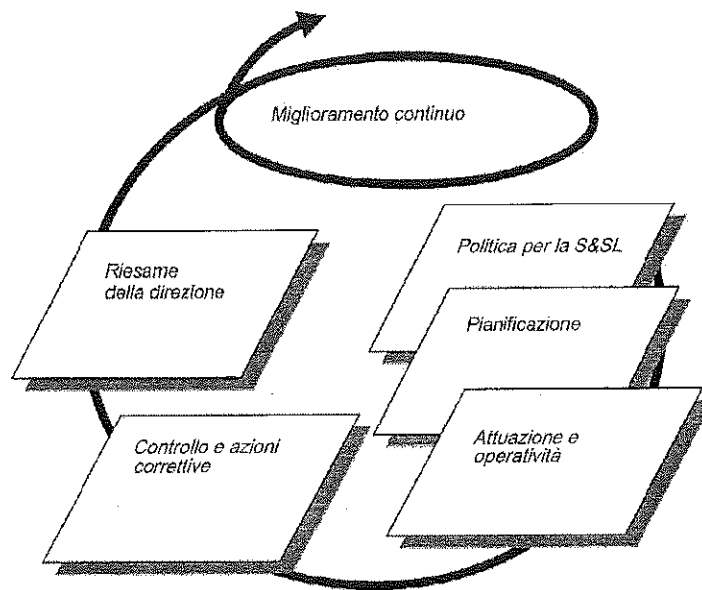 Miglioramento continuo
Politica per la S&SL
Pianificazione
Attuazione e
operatività
Controllo e azioni
correttive
Riesame
della direzione